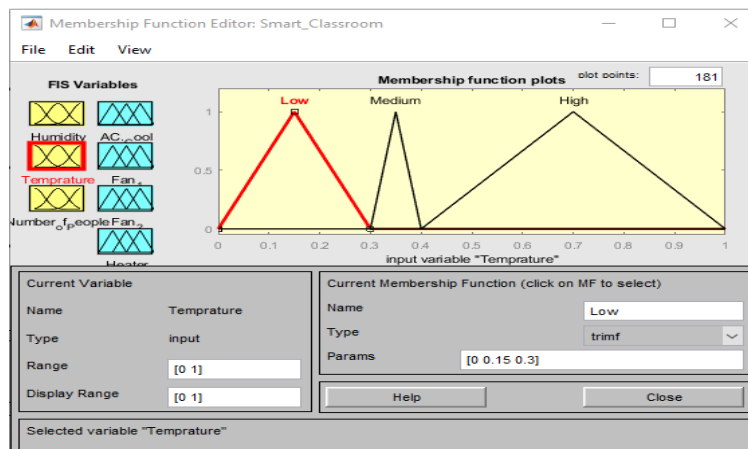 Membership Function Editor: Smart_Classroom
File Edit View
FIS Variables
Humidity
Temprature
Fan
Heater
Membership function plots
plot points:
181
Low
Medium
High
1
0.5
0
0 0.1 0.2 0.3 0.4 0.5 0.6 0.7 0.8 0.9 1
input variable "Temprature"
Current Variable
Name Temprature
Type input
Range [0 1]
Display Range [0 1]
Current Membership Function (click on MF to select)
Name Low
Type trimf
Params [0 0.15 0.3]
Help Close
Selected variable "Temprature"